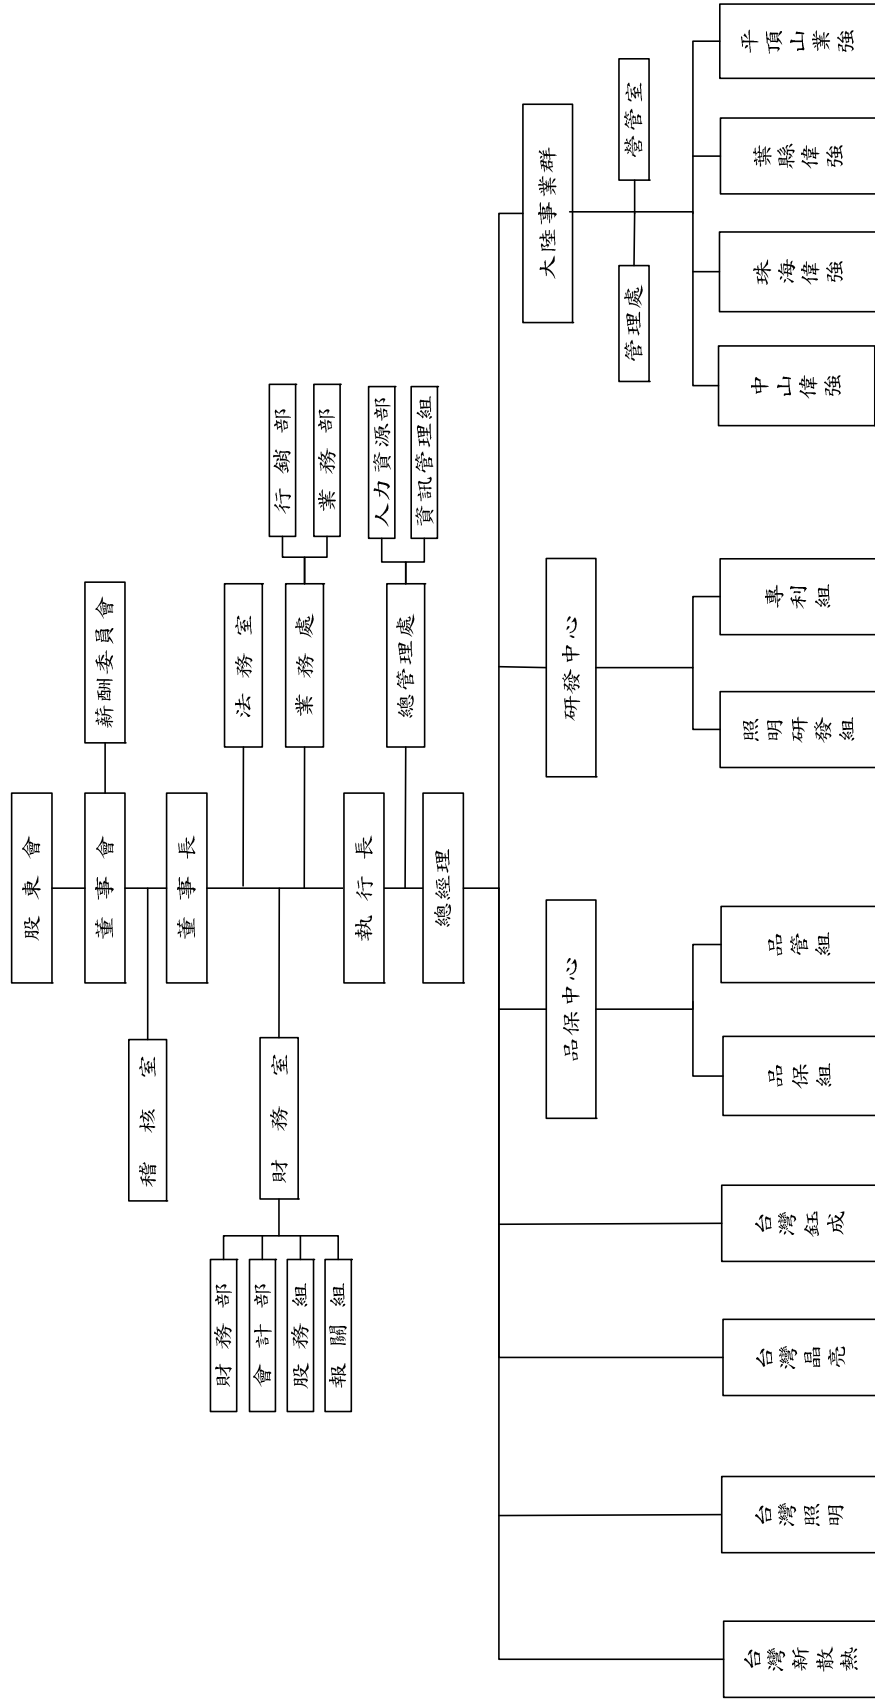 股東會
董事會
薪酬委員會
稽核室
董事長
法務室
財務室
財務部
會計部
股務組
報關組
業務處
行銷部
業務部
執行長
總管理處
人力資源部
資訊管理組
總經理
台灣新散熱
台灣照明
台灣晶亮
台灣鈺成
品保中心
品保組
品管組
研發中心
照明研發組
專利組
大陸事業群
管理處
營管室
中山偉強
珠海偉強
葉縣偉強
平頂山業強